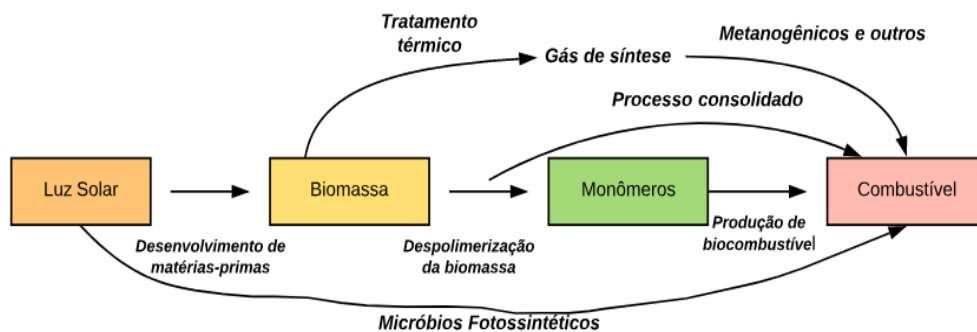 Tratamento
térmico
Metanogênicos e outros
Gás de síntese
Processo consolidado
Luz Solar
Biomassa
Monômeros
Combustível
Desenvolvimento de
matérias-primas
Despolimerização
da biomassa
Produção de
biocombustível
Micróbios Fotossintéticos